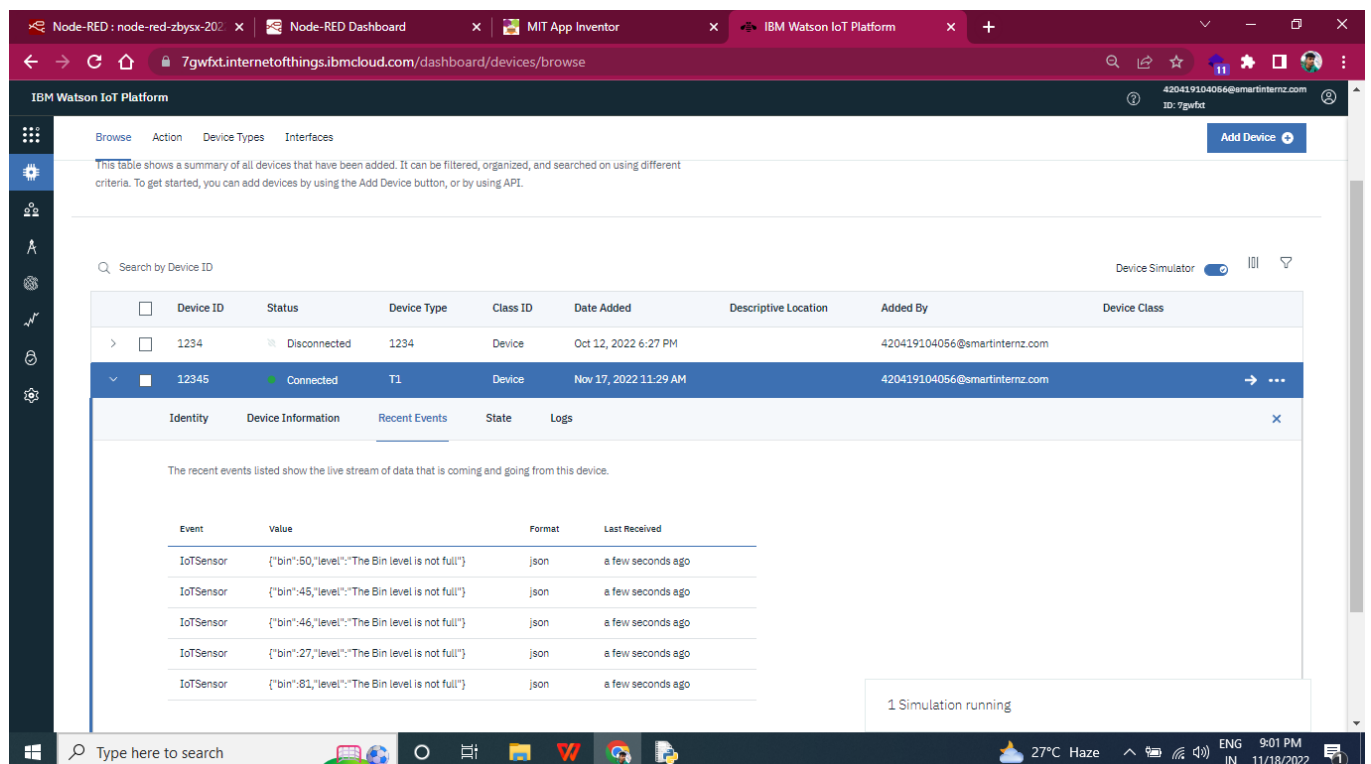 Node-RED : node-red-zbysx-202
Node-RED Dashboard
MIT App Inventor
IBM Watson IoT Platform
7gwfxt.internetofthings.ibmcloud.com/dashboard/devices/browse
11
IBM Watson IoT Platform
420419104056@smartinternz.com
ID: 7gwfxt
Browse Action Device Types Interfaces
Add Device
This table shows a summary of all devices that have been added. It can be filtered, organized, and searched on using different
criteria. To get started, you can add devices by using the Add Device button, or by using API.
Search by Device ID
Device Simulator
Device ID Status Device Type Class ID Date Added Descriptive Location Added By Device Class
1234 Disconnected 1234 Device Oct 12, 2022 6:27 PM 420419104056@smartinternz.com
12345 Connected T1 Device Nov 17, 2022 11:29 AM 420419104056@smartinternz.com
Identity Device Information Recent Events State Logs
The recent events listed show the live stream of data that is coming and going from this device.
Event Value Format Last Received
IoTSensor {"bin":50,"level":"The Bin level is not full"} json a few seconds ago
IoTSensor {"bin":45,"level":"The Bin level is not full"} json a few seconds ago
IoTSensor {"bin":46,"level":"The Bin level is not full"} json a few seconds ago
IoTSensor {"bin":27,"level":"The Bin level is not full"} json a few seconds ago
IoTSensor {"bin":81,"level":"The Bin level is not full"} json a few seconds ago
1 Simulation running
Type here to search
27°C Haze
ENG
IN
9:01 PM
11/18/2022